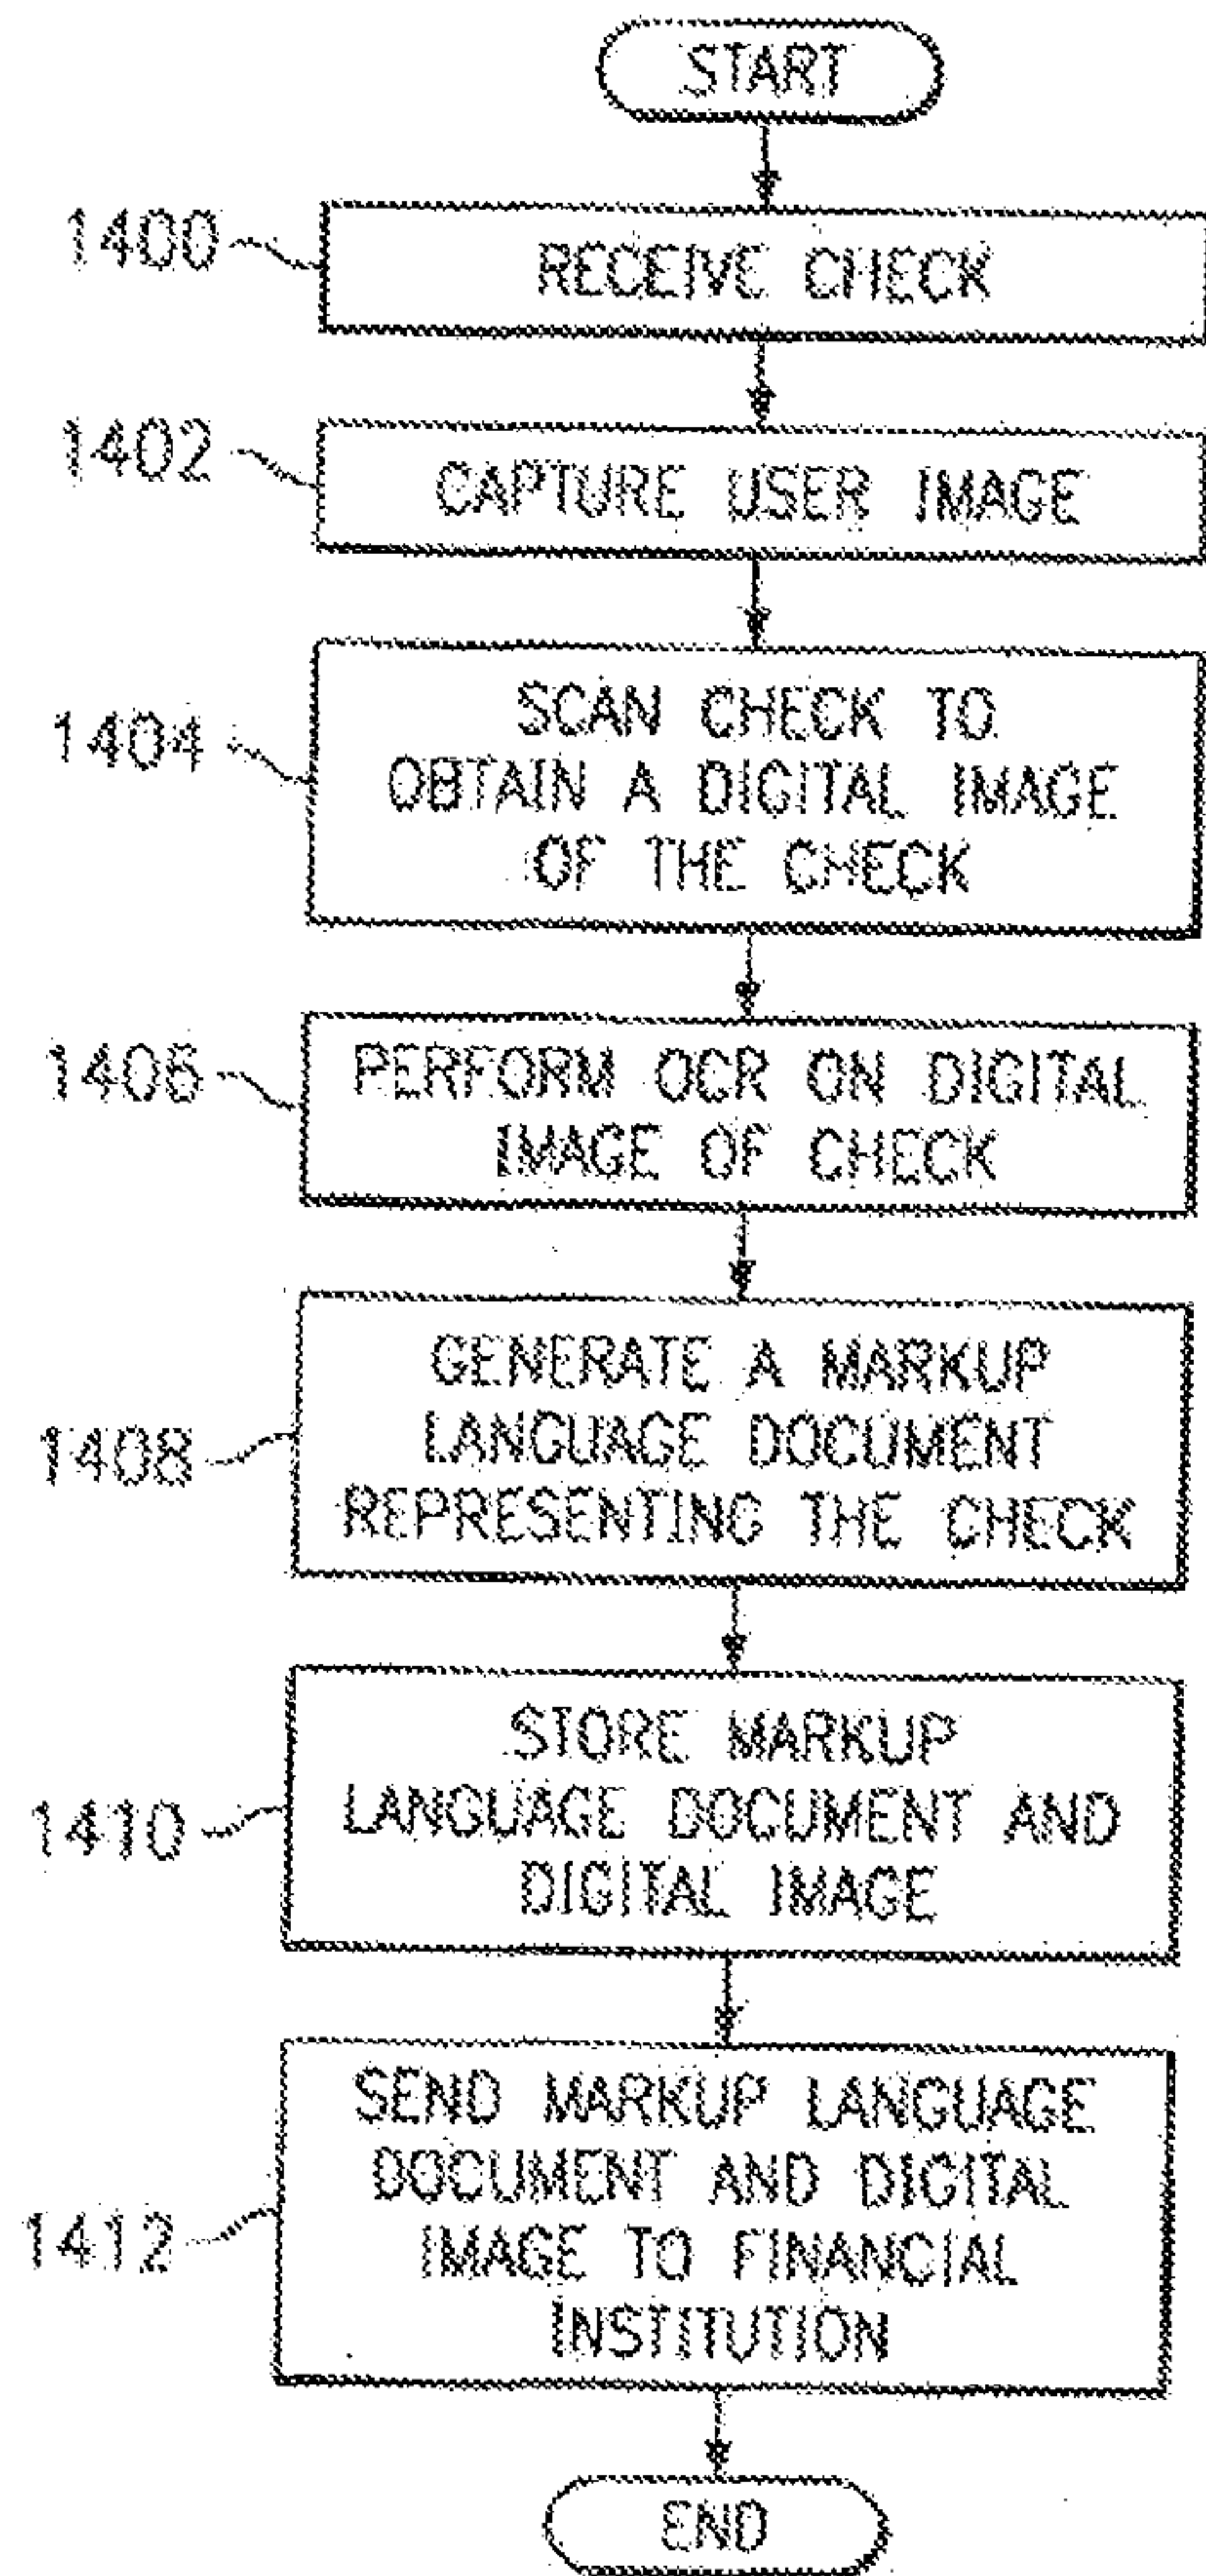 START
1400
RECEIVE CHECK
1402
CAPTURE USER IMAGE
1404
SCAN CHECK TO
OBTAIN A DIGITAL IMAGE
OF THE CHECK
1406
PERFORM OCR ON DIGITAL
IMAGE OF CHECK
1408
GENERATE A MARKUP
LANGUAGE DOCUMENT
REPRESENTING THE CHECK
1410
STORE MARKUP
LANGUAGE DOCUMENT AND
DIGITAL IMAGE
1412
SEND MARKUP LANGUAGE
DOCUMENT AND DIGITAL
IMAGE TO FINANCIAL
INSTITUTION
END